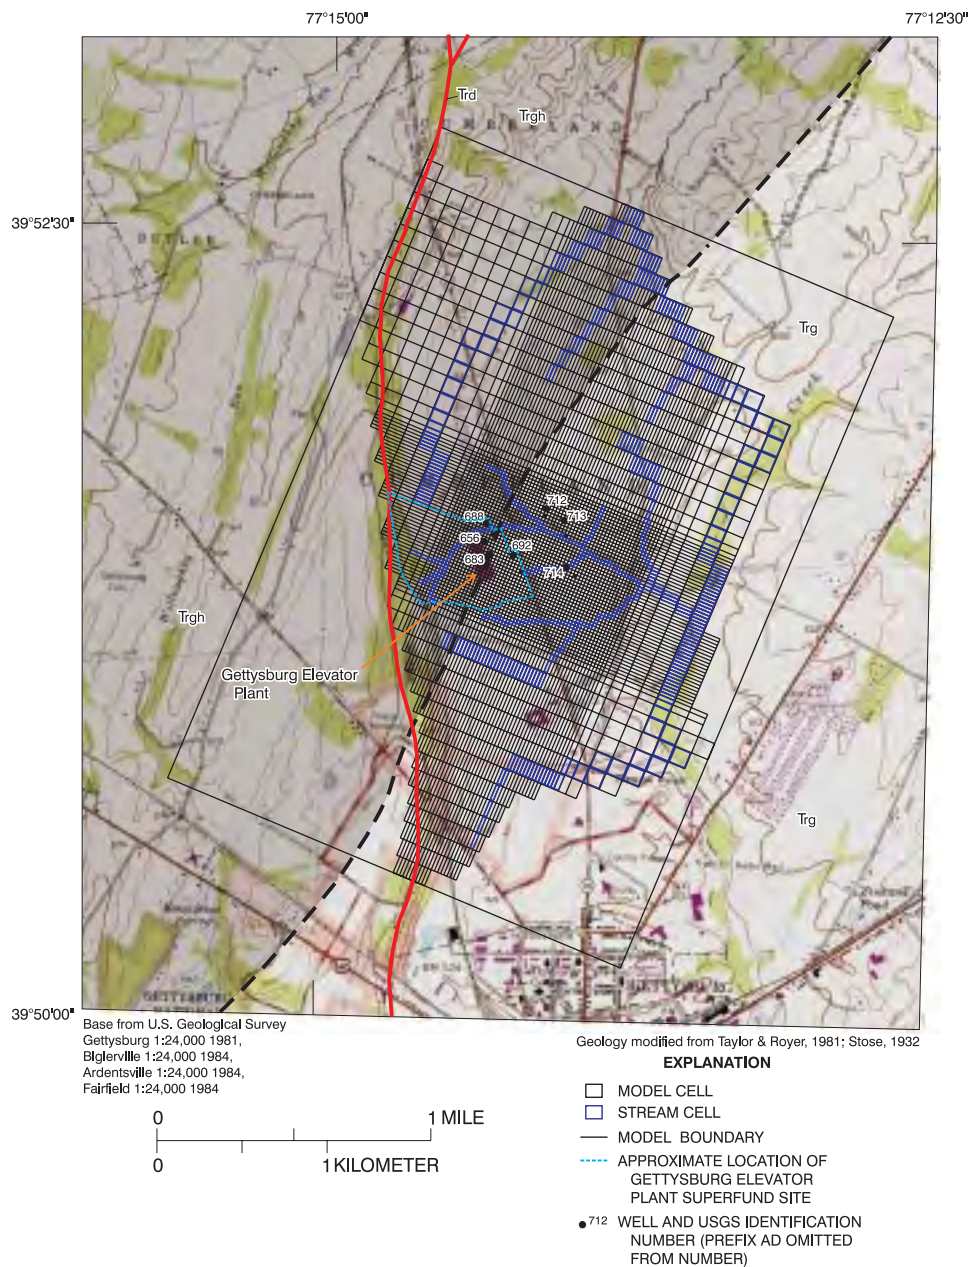 77°15'00"
77°12'30"
Trd
Trgh
39°52'30"
BUTLER
Trg
Creek
712
688
713
656
692
683
714
Trgh
Gettysburg Elevator
Plant
Trg
39°50'00"
Base from U.S. Geological Survey
Gettysburg 1:24,000 1981,
Biglerville 1:24,000 1984,
Ardentsville 1:24,000 1984,
Fairfield 1:24,000 1984
Geology modified from Taylor & Royer, 1981; Stose, 1932
EXPLANATION
MODEL CELL
STREAM CELL
MODEL BOUNDARY
APPROXIMATE LOCATION OF
GETTYSBURG ELEVATOR
PLANT SUPERFUND SITE
712 WELL AND USGS IDENTIFICATION
NUMBER (PREFIX AD OMITTED
FROM NUMBER)
0 1 MILE
0 1 KILOMETER